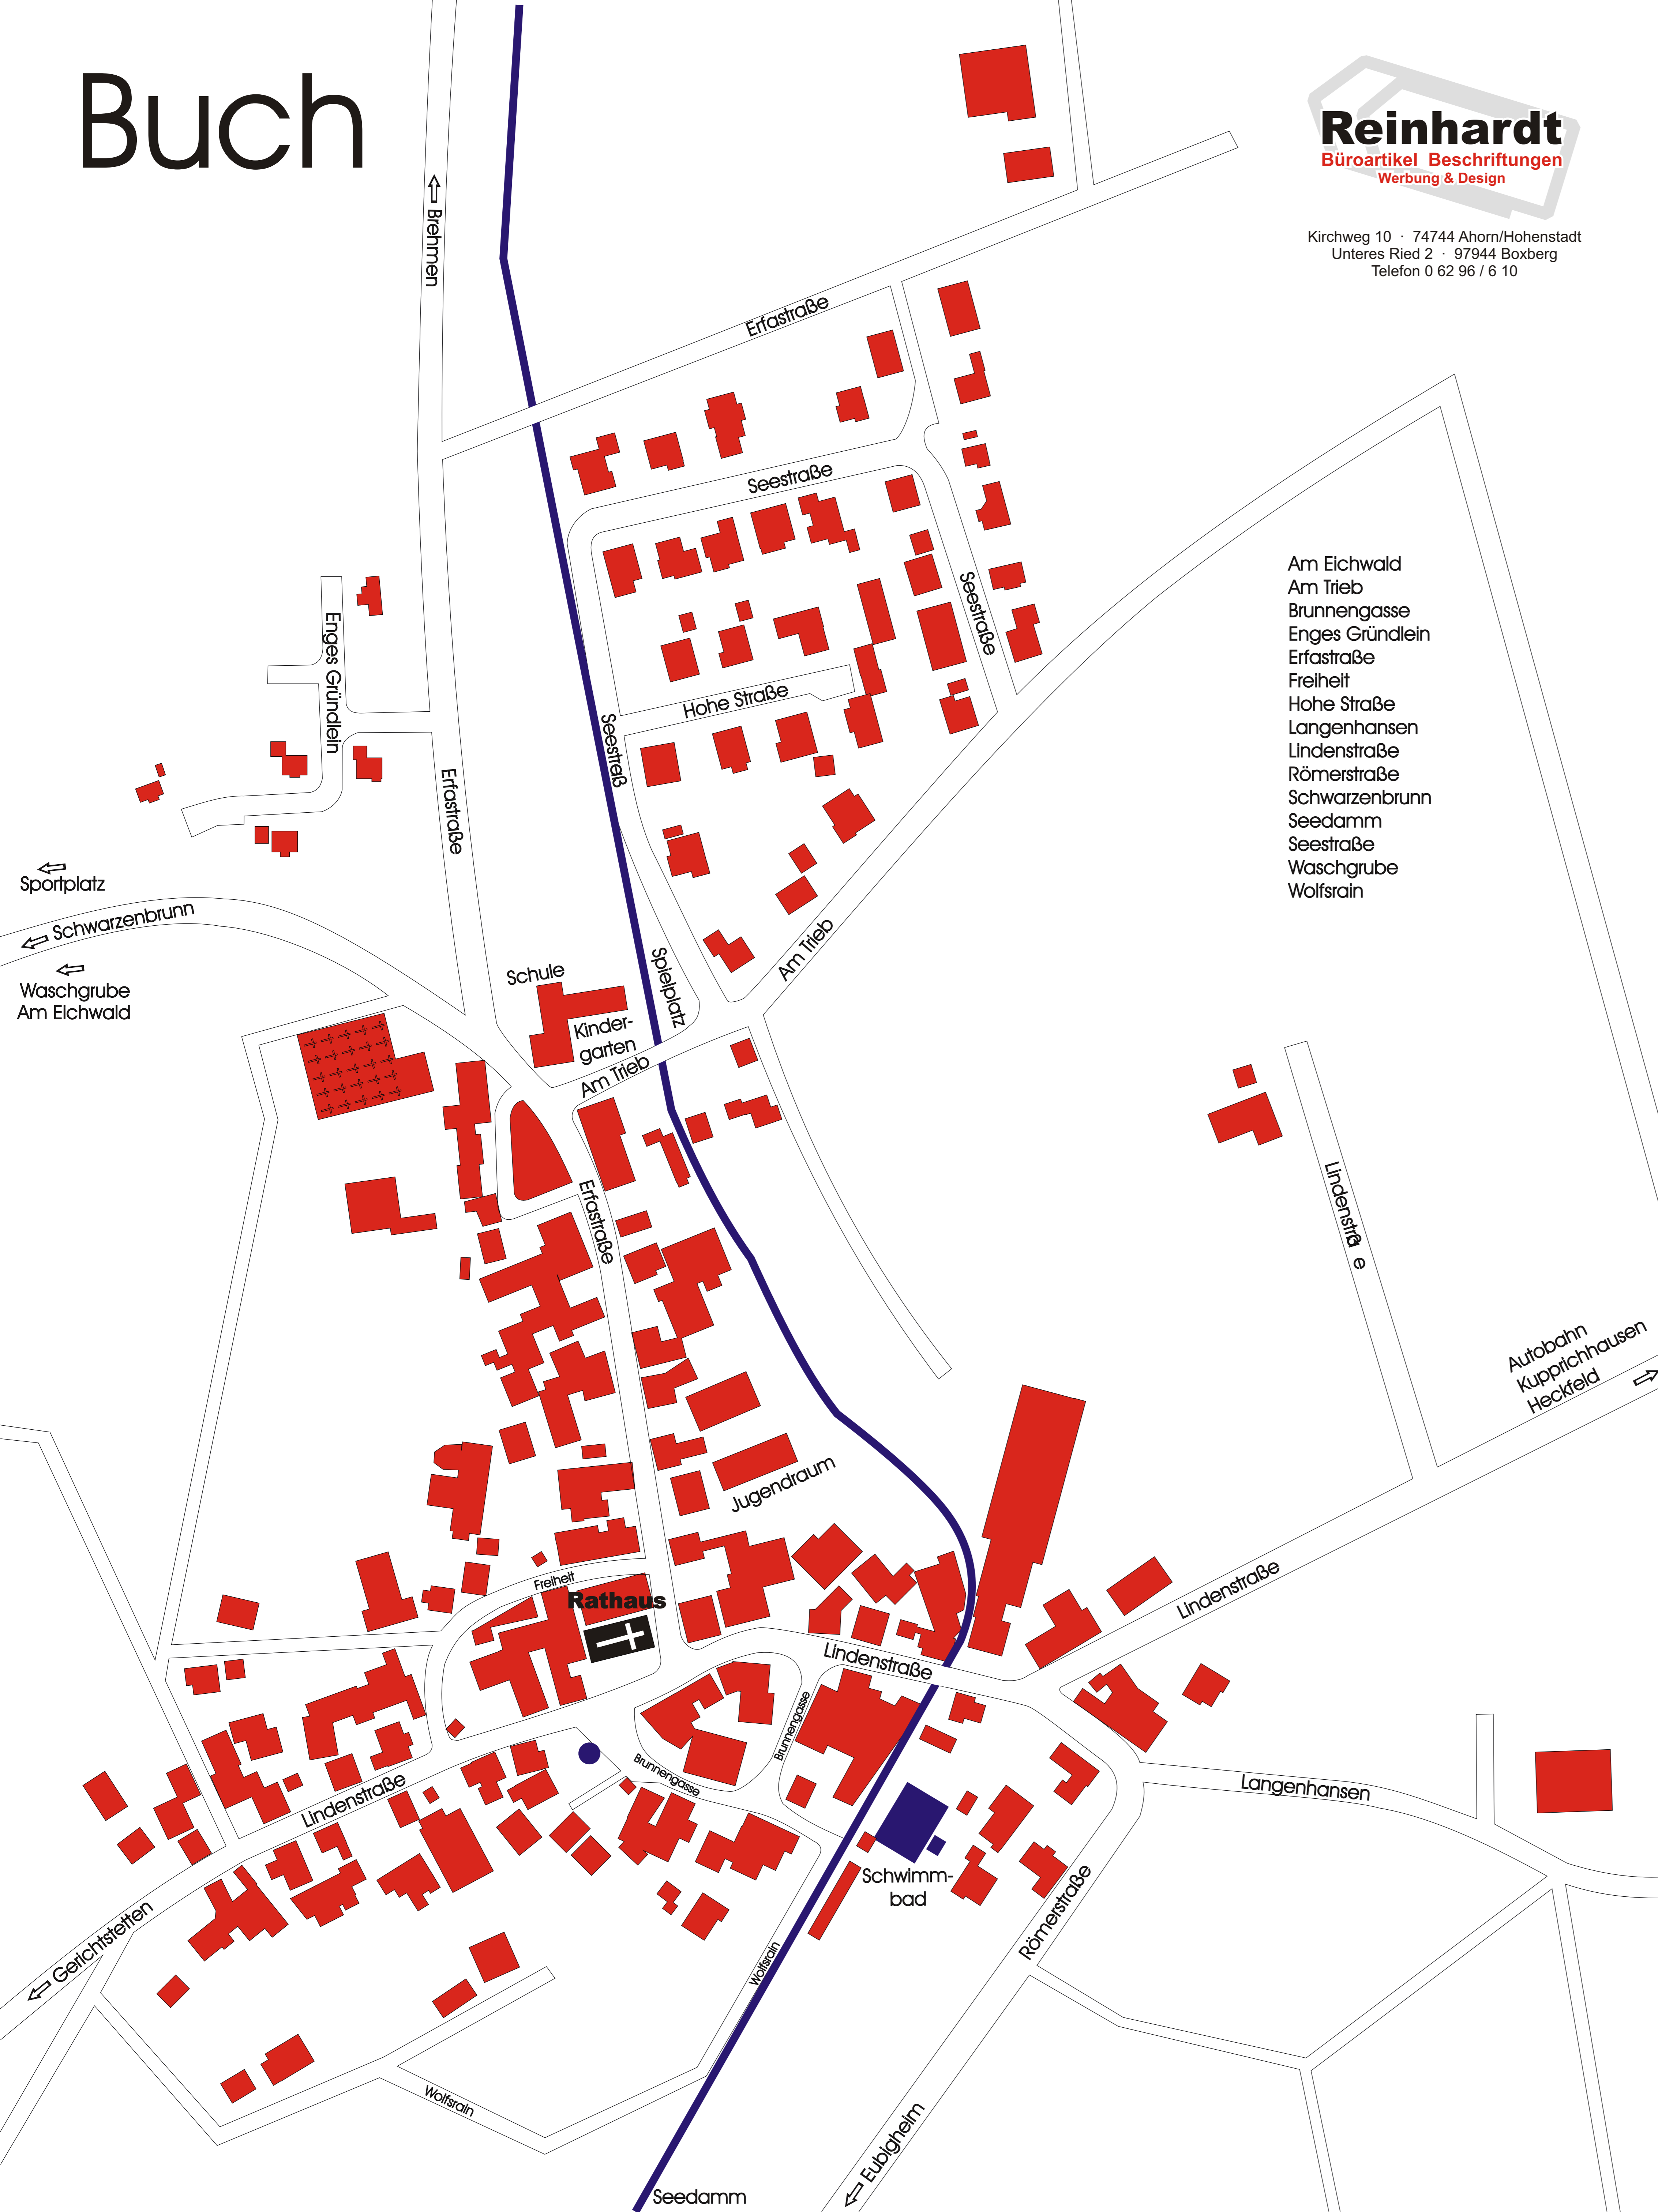 Buch
Reinhardt
Büroartikel Beschriftungen
Werbung & Design
Kirchweg 10 · 74744 Ahorn/Hohenstadt
Unteres Ried 2 · 97944 Boxberg
Telefon 0 62 96 / 6 10
Brehmen
Erfastraße
Seestraße
Seestraße
Am Eichwald
Am Trieb
Brunnengasse
Enges Gründlein
Erfastraße
Freiheit
Hohe Straße
Langenhansen
Lindenstraße
Römerstraße
Schwarzenbrunn
Seedamm
Seestraße
Waschgrube
Wolfsrain
Enges Gründlein
Hohe Straße
Seestraß
Erfastraße
Sportplatz
Schwarzenbrunn
Waschgrube
Am Eichwald
Schule
Kinder-
garten
Spielplatz
Am Trieb
Am Trieb
Erfastraße
Lindenstraße
Autobahn
Kupprichhausen
Heckfeld
Jugendraum
Freiheit
Rathaus
Lindenstraße
Lindenstraße
Brunnengasse
Brunnengasse
Lindenstraße
Langenhansen
Schwimm-
bad
Römerstraße
Gerichtstetten
Wolfsrain
Wolfsrain
Eubigheim
Seedamm